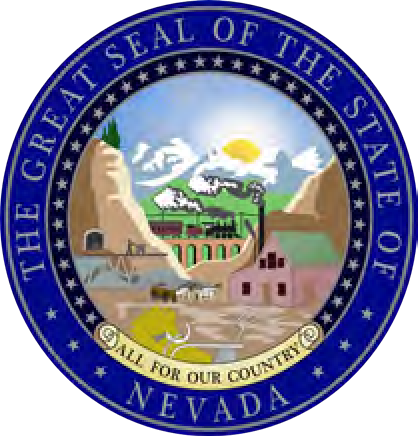 THE GREAT SEAL OF THE STATE OF
NEVADA
ALL FOR OUR COUNTRY